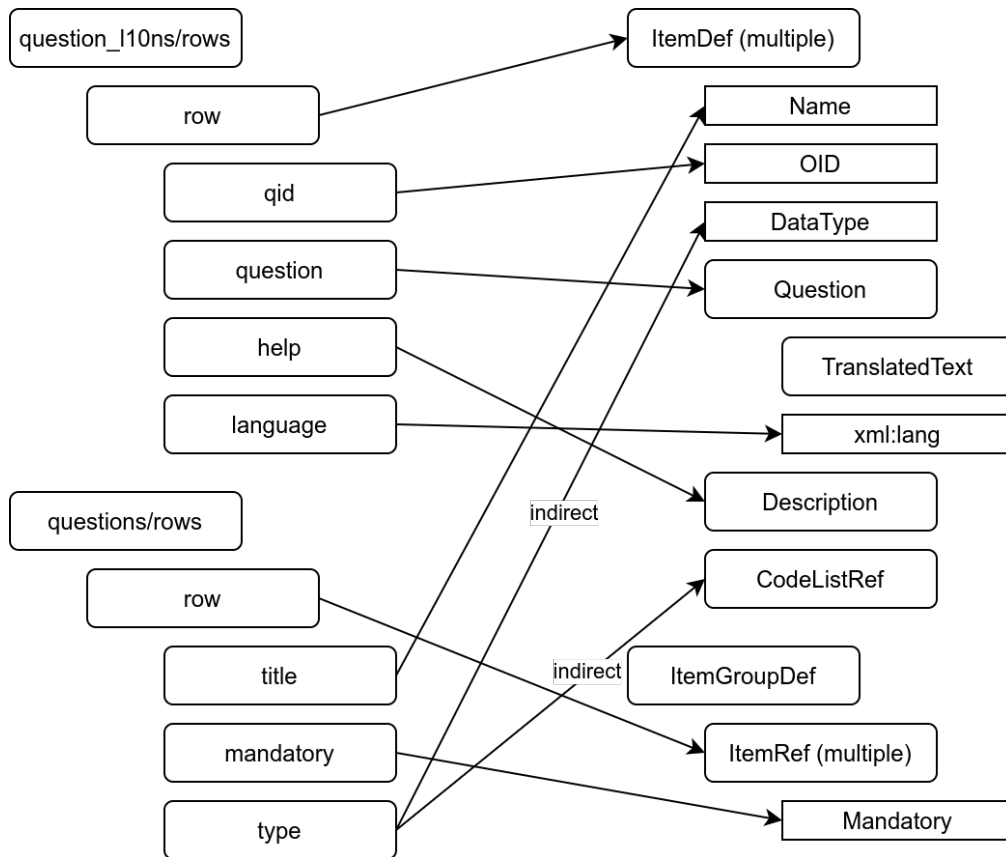 question_l10ns/rows
row
qid
question
help
language
questions/rows
row
title
mandatory
type
indirect
indirect
ItemDef (multiple)
Name
OID
DataType
Question
TranslatedText
xml:lang
Description
CodeListRef
ItemGroupDef
ItemRef (multiple)
Mandatory